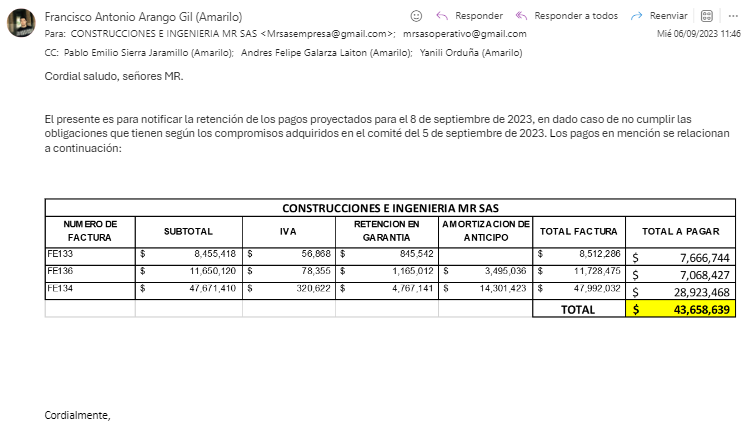 Francisco Antonio Arango Gil (Amarilo)
Responder
Responder a todos
Reenviar
Para: CONSTRUCCIONES E INGENIERIA MR SAS <Mrsasempresa@gmail.com>; mrsasoperativo@gmail.com
Mié 06/09/2023 11:46
CC: Pablo Emilio Sierra Jaramillo (Amarilo); Andres Felipe Galarza Laiton (Amarilo); Yanili Orduña (Amarilo)
Cordial saludo, señores MR.
El presente es para notificar la retención de los pagos proyectados para el 8 de septiembre de 2023, en dado caso de no cumplir las
obligaciones que tienen según los compromisos adquiridos en el comité del 5 de septiembre de 2023. Los pagos en mención se relacionan
a continuación:
CONSTRUCCIONES E INGENIERIA MR SAS
NUMERO DE FACTURA SUBTOTAL IVA RETENCION EN GARANTIA AMORTIZACION DE ANTICIPO TOTAL FACTURA TOTAL A PAGAR
FE133 $ 8,455,418 $ 56,868 $ 845,542 $ 8,512,286 $ 7,666,744
FE136 $ 11,650,120 $ 78,355 $ 1,165,012 $ 3,495,036 $ 11,728,475 $ 7,068,427
FE134 $ 47,671,410 $ 320,622 $ 4,767,141 $ 14,301,423 $ 47,992,032 $ 28,923,468
TOTAL $ 43,658,639
Cordialmente,